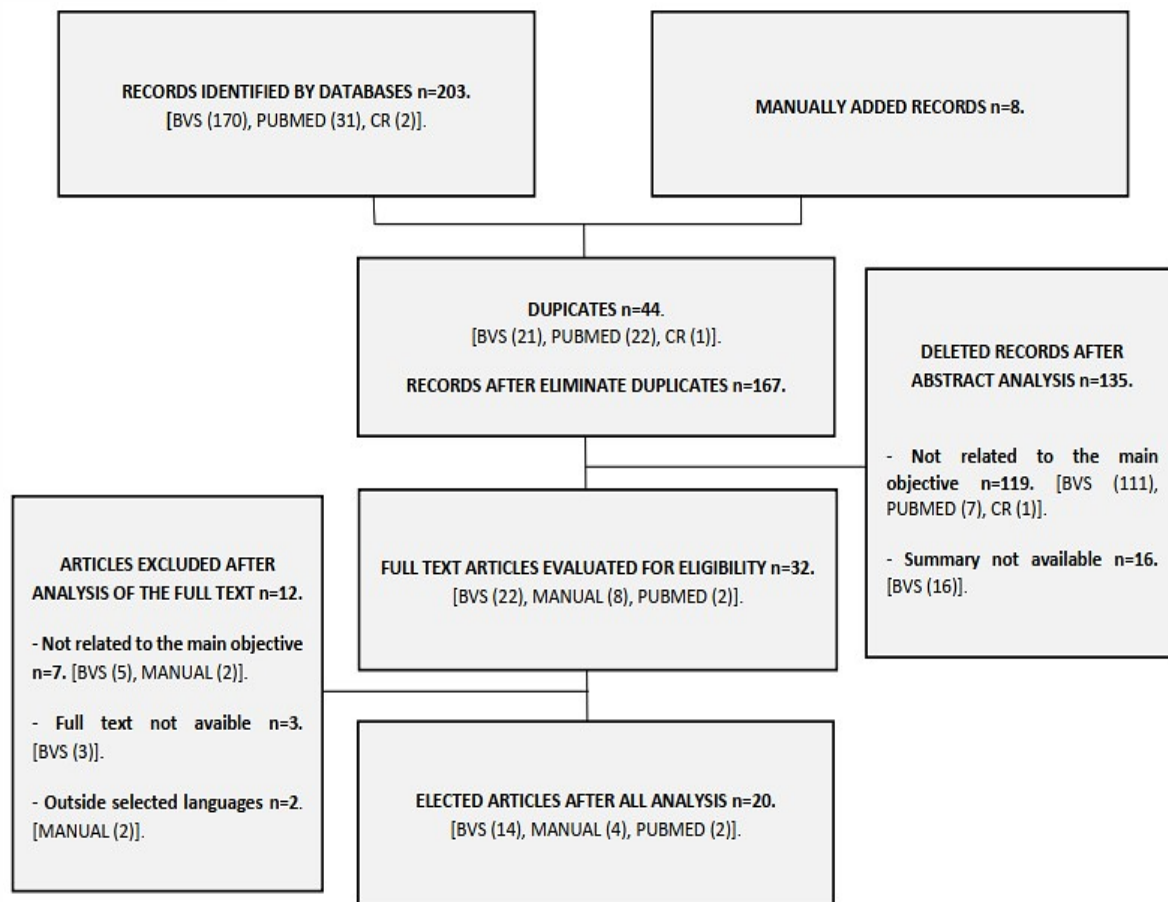 RECORDS IDENTIFIED BY DATABASES n=203.
[BVS (170), PUBMED (31), CR (2)].
MANUALLY ADDED RECORDS n=8.
DUPICATES n=44.
[BVS (21), PUBMED (22), CR (1)].
RECORDS AFTER ELIMINATE DUPLICATES n=167.
DELETED RECORDS AFTER
ABSTRACT ANALYSIS n=135.
- Not related to the main
objective n=119. [BVS (111),
PUBMED (7), CR (1)].
- Summary not available n=16.
[BVS (16)].
FULL TEXT ARTICLES EVALUATED FOR ELIGIBILITY n=32.
[BVS (22), MANUAL (8), PUBMED (2)].
ARTICLES EXCLUDED AFTER
ANALYSIS OF THE FULL TEXT n=12.
- Not related to the main objective
n=7. [BVS (5), MANUAL (2)].
- Full text not avaible n=3.
[BVS (3)].
- Outside selected languages n=2.
[MANUAL (2)].
ELECTED ARTICLES AFTER ALL ANALYSIS n=20.
[BVS (14), MANUAL (4), PUBMED (2)].